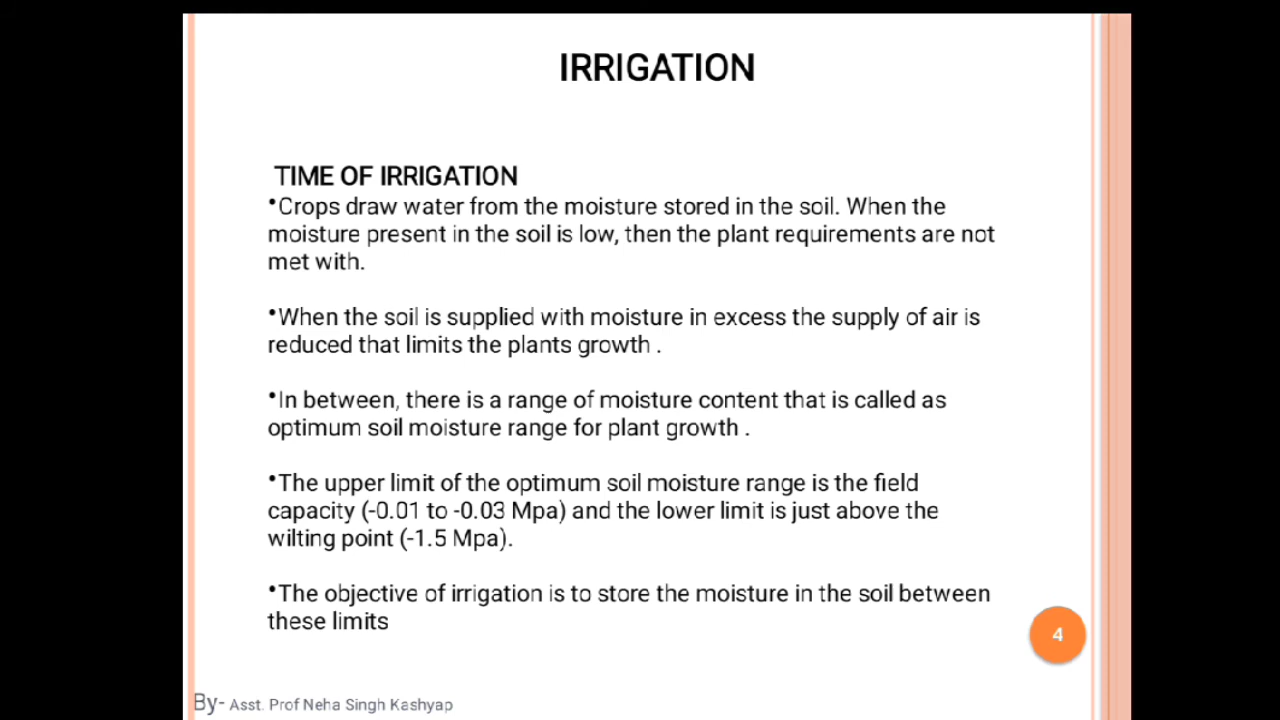 IRRIGATION
TIME OF IRRIGATION
•Crops draw water from the moisture stored in the soil. When the
moisture present in the soil is low, then the plant requirements are not
met with.
•When the soil is supplied with moisture in excess the supply of air is
reduced that limits the plants growth .
•In between, there is a range of moisture content that is called as
optimum soil moisture range for plant growth .
•The upper limit of the optimum soil moisture range is the field
capacity (-0.01 to -0.03 Mpa) and the lower limit is just above the
wilting point (-1.5 Mpa).
•The objective of irrigation is to store the moisture in the soil between
these limits
4
By- Asst. Prof Neha Singh Kashyap